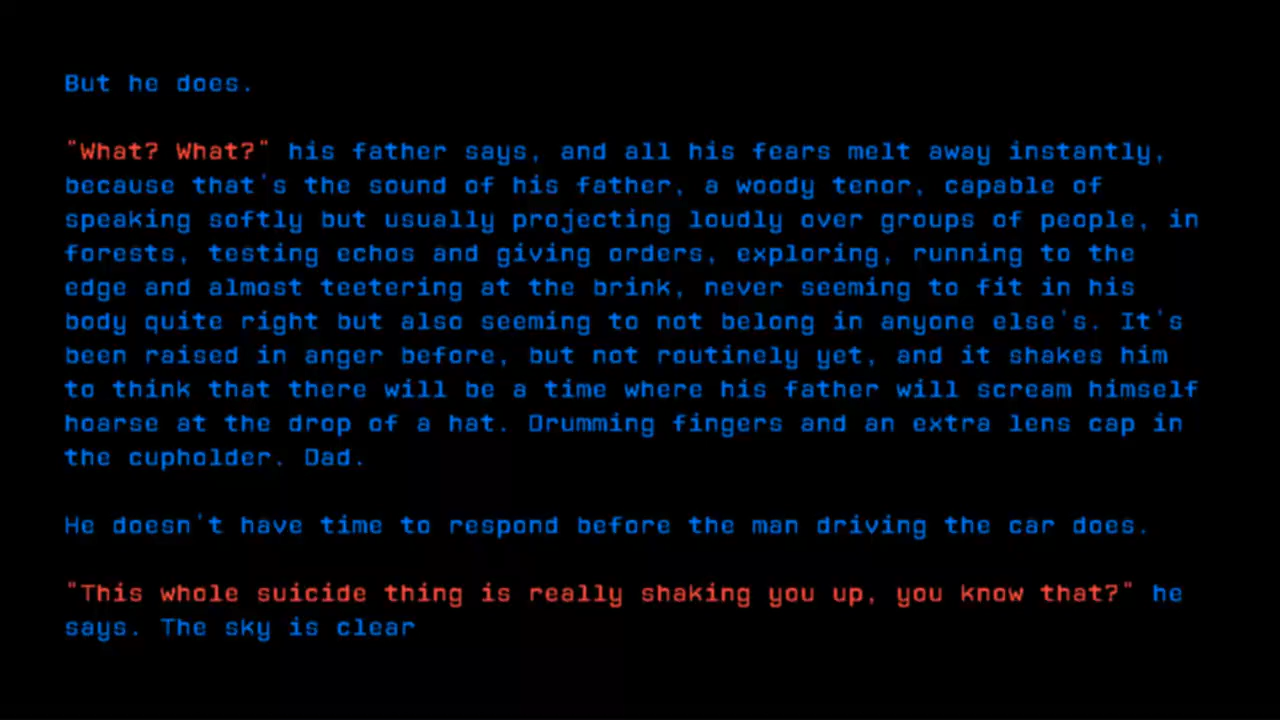 But he does.
"What? What?" his father says, and all his fears melt away instantly,
because that's the sound of his father, a woody tenor, capable of
speaking softly but usually projecting loudly over groups of people, in
forests, testing echos and giving orders, exploring, running to the
edge and almost teetering at the brink, never seeming to fit in his
body quite right but also seeming to not belong in anyone else's. It's
been raised in anger before, but not routinely yet, and it shakes him
to think that there will be a time where his father will scream himself
hoarse at the drop of a hat. Drumming fingers and an extra lens cap in
the cupholder. Dad.
He doesn't have time to respond before the man driving the car does.
"This whole suicide thing is really shaking you up, you know that?" he
says. The sky is clear